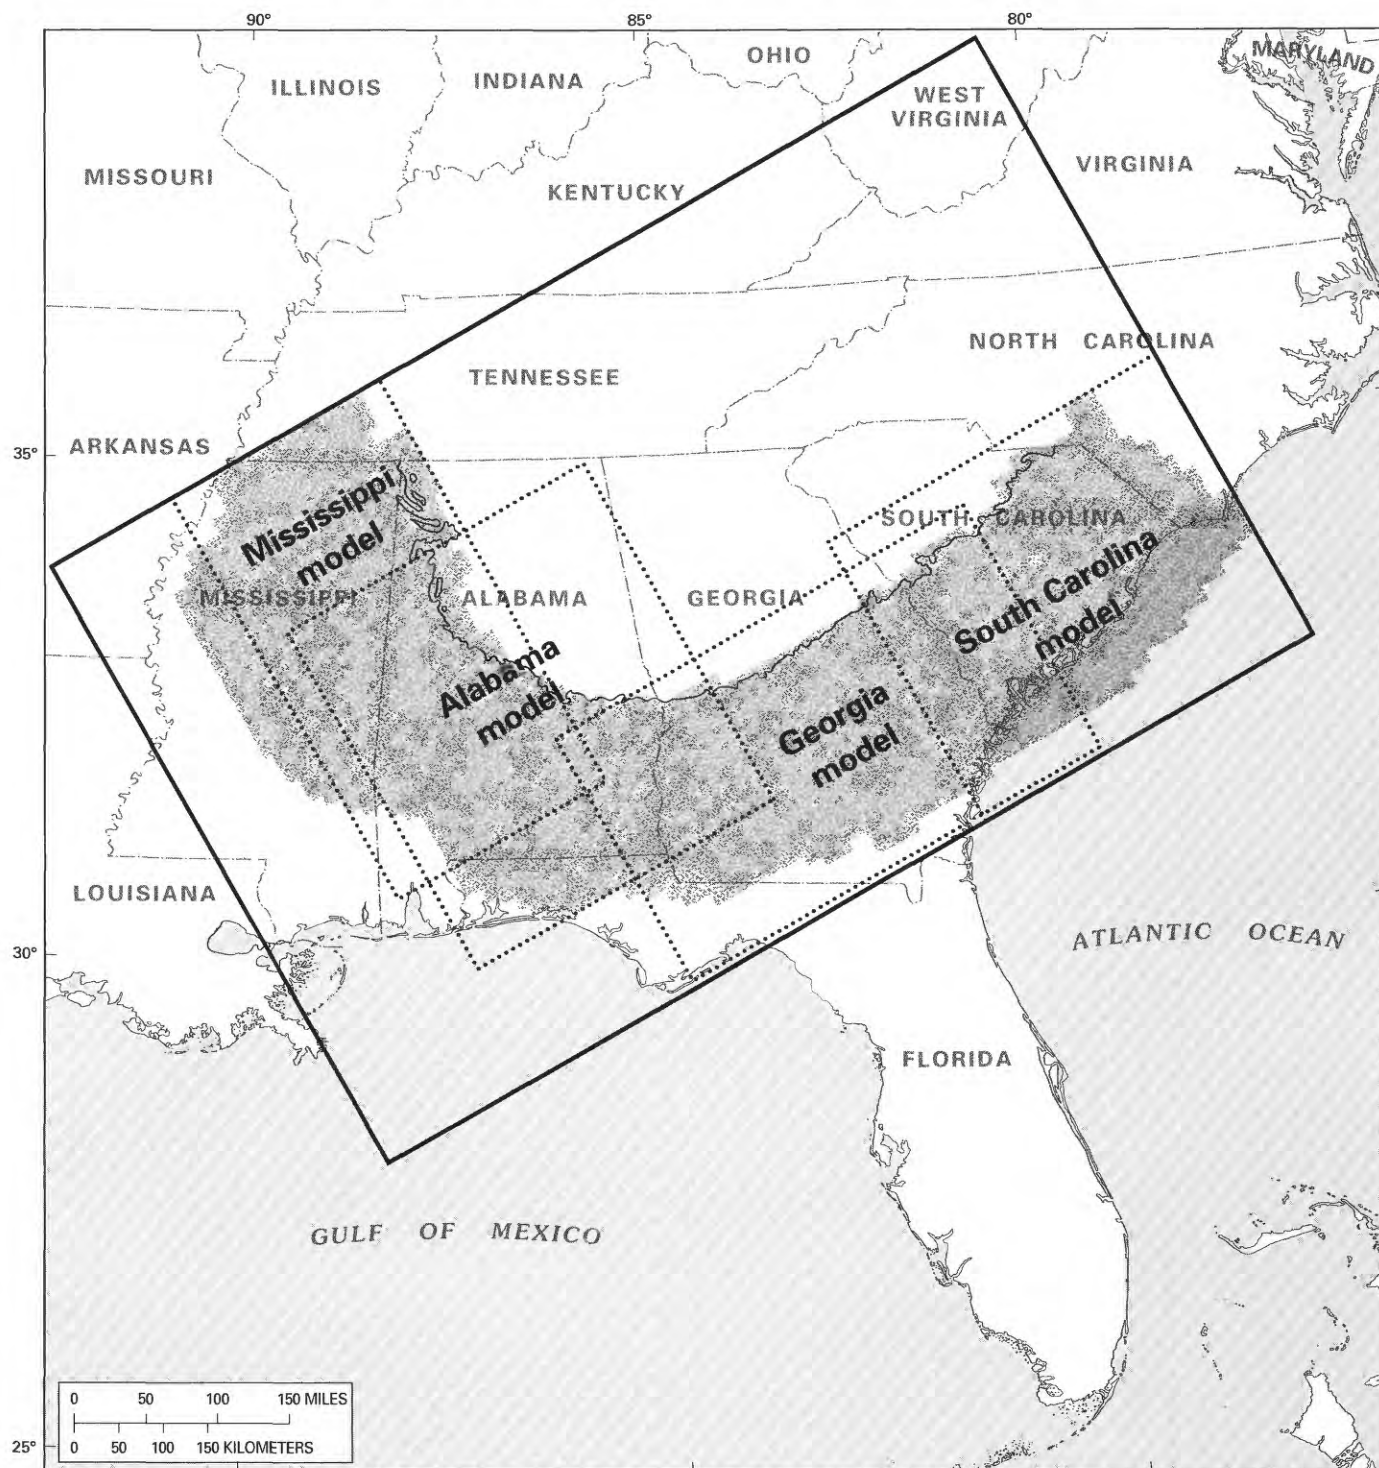 90° 85° 80°
OHIO
MARYLAND
ILLINOIS INDIANA
WEST
VIRGINIA
MISSOURI KENTUCKY VIRGINIA
NORTH CAROLINA
TENNESSEE
ARKANSAS
35°
Mississippi
model
SOUTH CAROLINA
MISSISSIPPI ALABAMA GEORGIA
South Carolina
model
Alabama
model
Georgia
model
LOUISIANA
30°
ATLANTIC OCEAN
FLORIDA
GULF OF MEXICO
0 50 100 150 MILES
0 50 100 150 KILOMETERS
25°